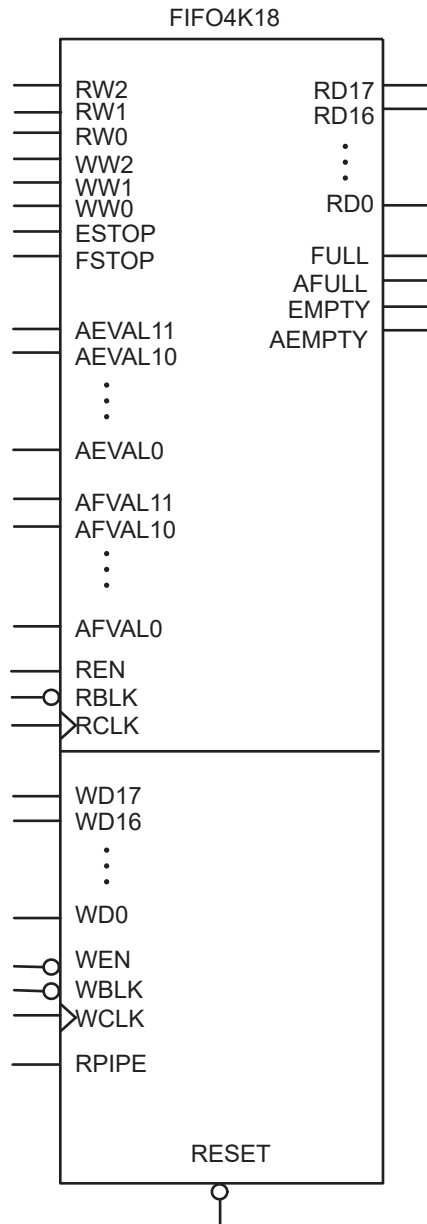 FIFO4K18
RW2
RW1
RW0
WW2
WW1
WW0
ESTOP
FSTOP
AEVAL11
AEVAL10
AEVAL0
AFVAL11
AFVAL10
AFVAL0
REN
RBLK
RCLK
WD17
WD16
WD0
WEN
WBLK
WCLK
RPIPE
RD17
RD16
RD0
FULL
AFULL
EMPTY
AEMPTY
RESET